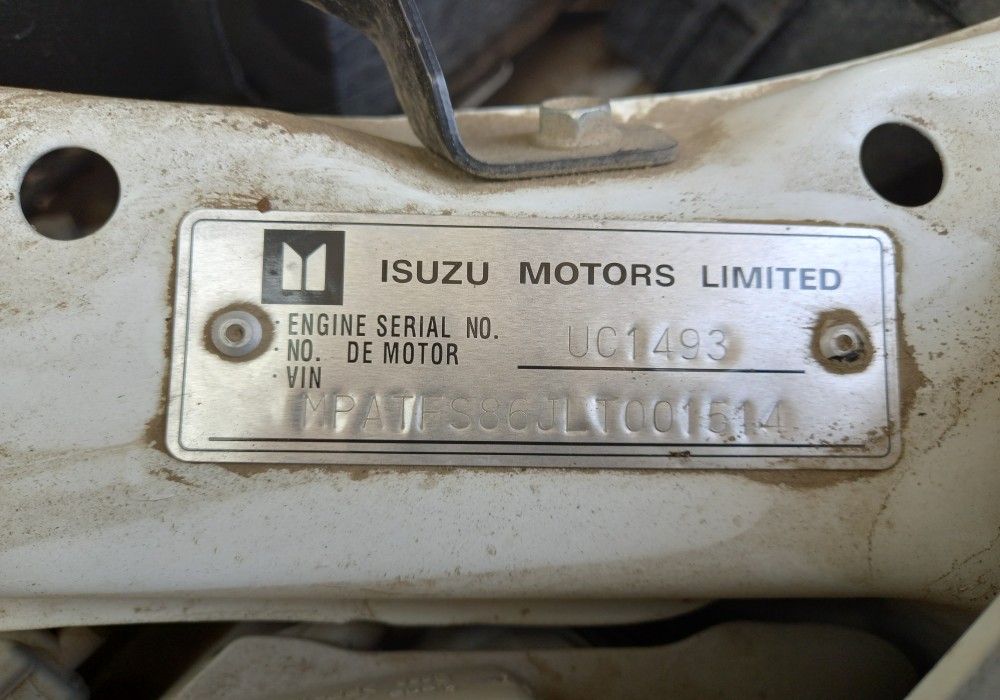 ISUZU MOTORS LIMITED
ENGINE SERIAL NO.
NO. DE MOTOR
UC1493
VIN
MPATFS86JLT001514